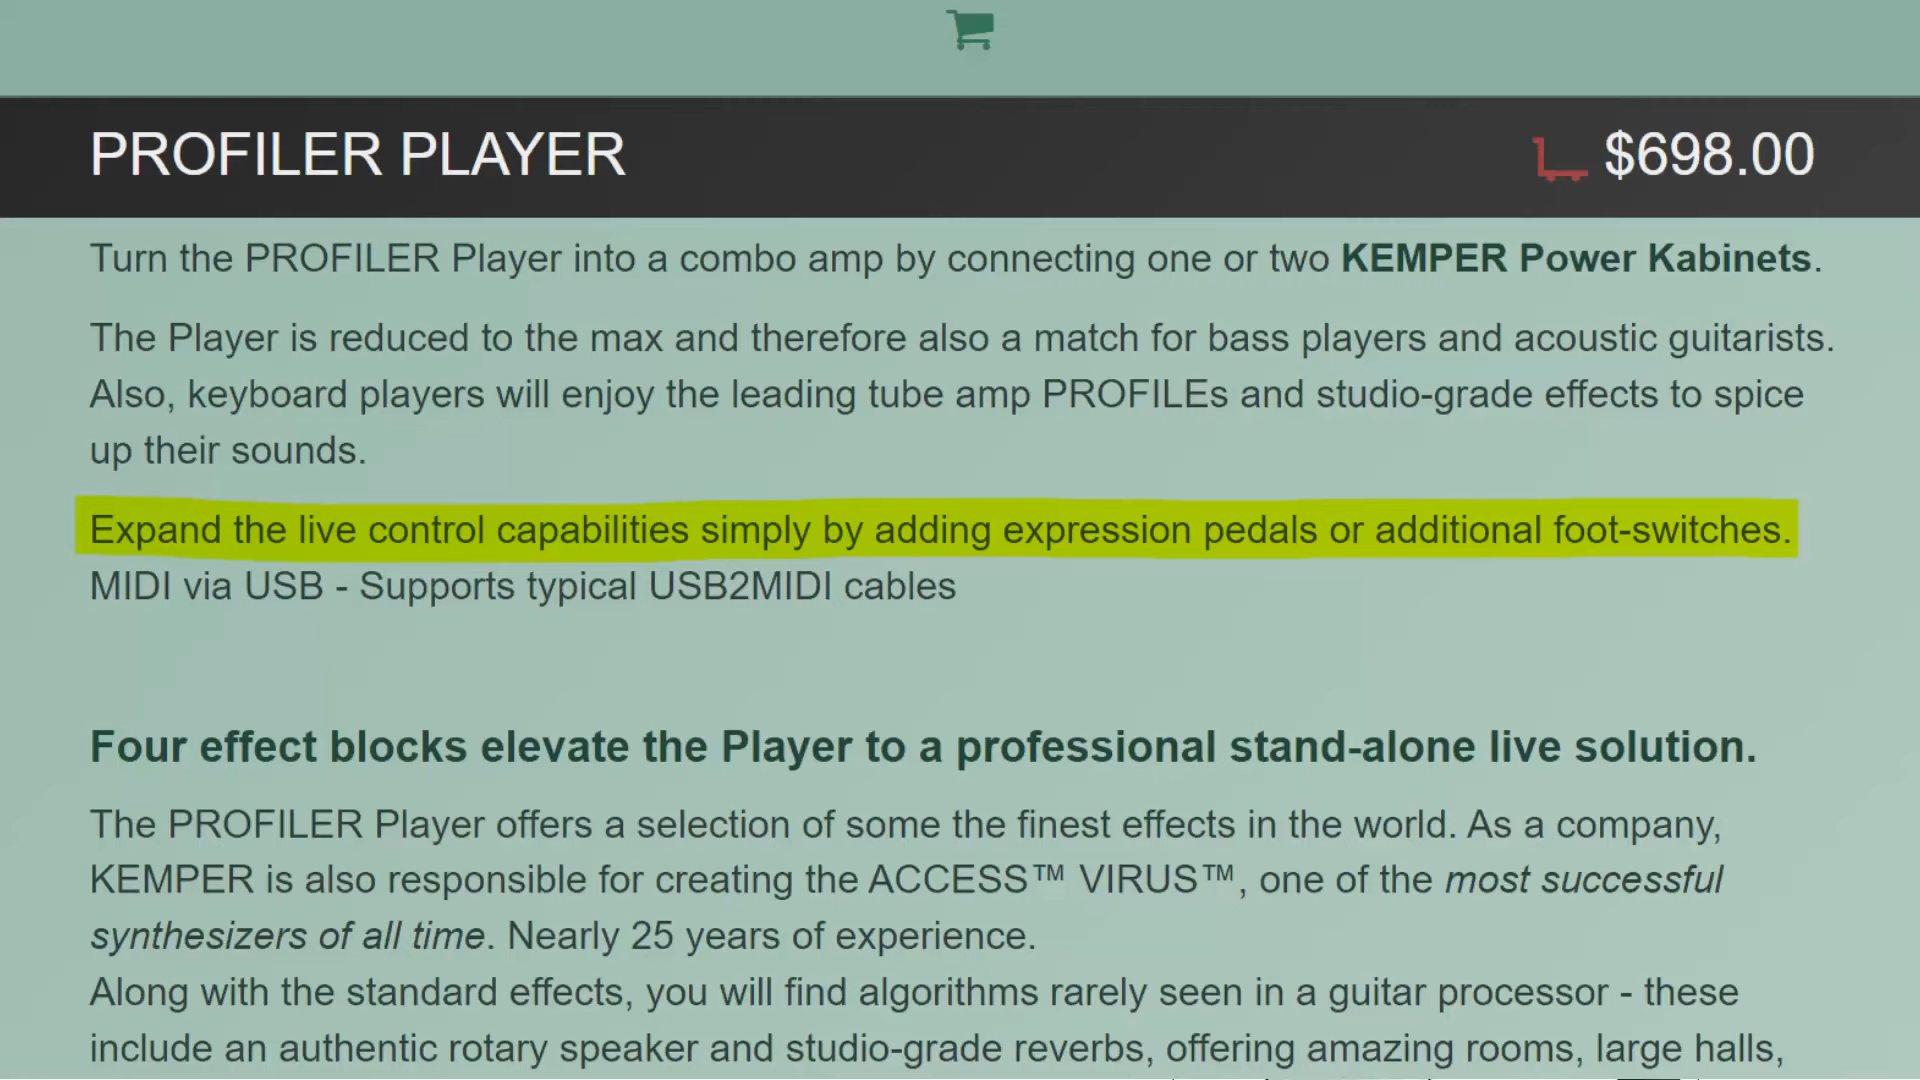 PROFILER PLAYER
$698.00
Turn the PROFILER Player into a combo amp by connecting one or two KEMPER Power Kabinets.
The Player is reduced to the max and therefore also a match for bass players and acoustic guitarists.
Also, keyboard players will enjoy the leading tube amp PROFILEs and studio-grade effects to spice
up their sounds.
Expand the live control capabilities simply by adding expression pedals or additional foot-switches.
MIDI via USB - Supports typical USB2MIDI cables
Four effect blocks elevate the Player to a professional stand-alone live solution.
The PROFILER Player offers a selection of some the finest effects in the world. As a company,
KEMPER is also responsible for creating the ACCESS™ VIRUS™, one of the most successful
synthesizers of all time. Nearly 25 years of experience.
Along with the standard effects, you will find algorithms rarely seen in a guitar processor - these
include an authentic rotary speaker and studio-grade reverbs, offering amazing rooms, large halls,